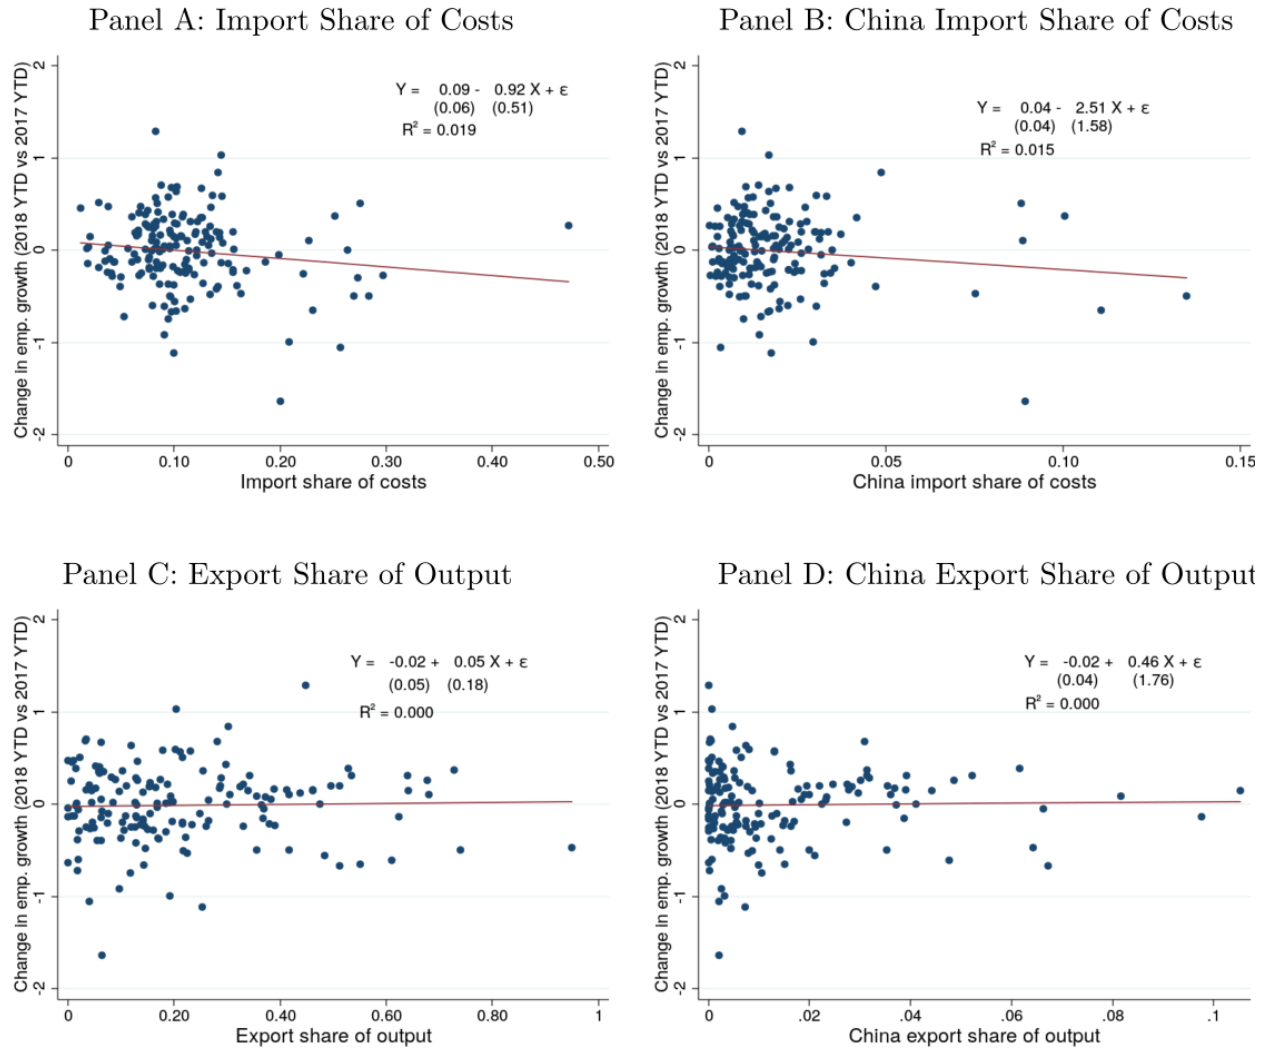 Panel A: Import Share of Costs
Change in emp. growth (2018 YTD vs 2017 YTD)
2
1
0
-1
-2
Y = 0.09 - 0.92 X + ε
(0.06) (0.51)
R² = 0.019
0 0.10 0.20 0.30 0.40 0.50
Import share of costs
Panel B: China Import Share of Costs
Change in emp. growth (2018 YTD vs 2017 YTD)
2
1
0
-1
-2
Y = 0.04 - 2.51 X + ε
(0.04) (1.58)
R² = 0.015
0 0.05 0.10 0.15
China import share of costs
Panel C: Export Share of Output
Change in emp. growth (2018 YTD vs 2017 YTD)
2
1
0
-1
-2
Y = -0.02 + 0.05 X + ε
(0.05) (0.18)
R² = 0.000
0 0.20 0.40 0.60 0.80 1
Export share of output
Panel D: China Export Share of Output
Change in emp. growth (2018 YTD vs 2017 YTD)
2
1
0
-1
-2
Y = -0.02 + 0.46 X + ε
(0.04) (1.76)
R² = 0.000
0 .02 .04 .06 .08 .1
China export share of output